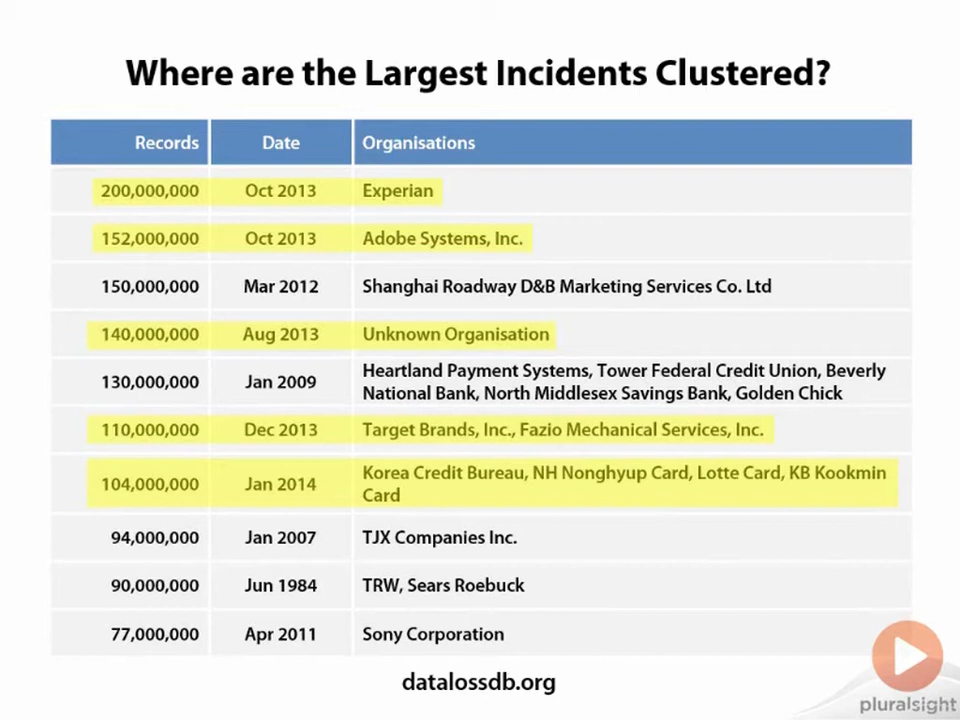 Where are the Largest Incidents Clustered?
Records Date Organisations
200,000,000 Oct 2013 Experian
152,000,000 Oct 2013 Adobe Systems, Inc.
150,000,000 Mar 2012 Shanghai Roadway D&B Marketing Services Co. Ltd
140,000,000 Aug 2013 Unknown Organisation
130,000,000 Jan 2009 Heartland Payment Systems, Tower Federal Credit Union, Beverly
National Bank, North Middlesex Savings Bank, Golden Chick
110,000,000 Dec 2013 Target Brands, Inc., Fazio Mechanical Services, Inc.
104,000,000 Jan 2014 Korea Credit Bureau, NH Nonghyup Card, Lotte Card, KB Kookmin
Card
94,000,000 Jan 2007 TJX Companies Inc.
90,000,000 Jun 1984 TRW, Sears Roebuck
77,000,000 Apr 2011 Sony Corporation
datalossdb.org
pluralsight